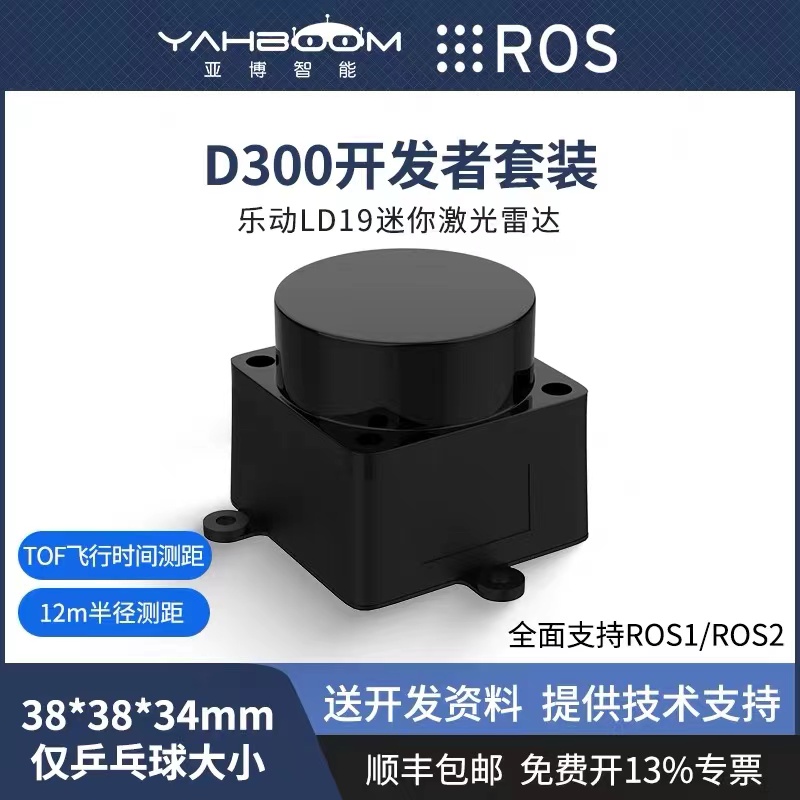 YAHBOOM
亚博智能
ROS
D300开发者套装
乐动LD19迷你激光雷达
TOF飞行时间测距
12m半径测距
全面支持ROS1/ROS2
38*38*34mm
仅乒乓球大小
送开发资料 提供技术支持
顺丰包邮 免费开13%专票